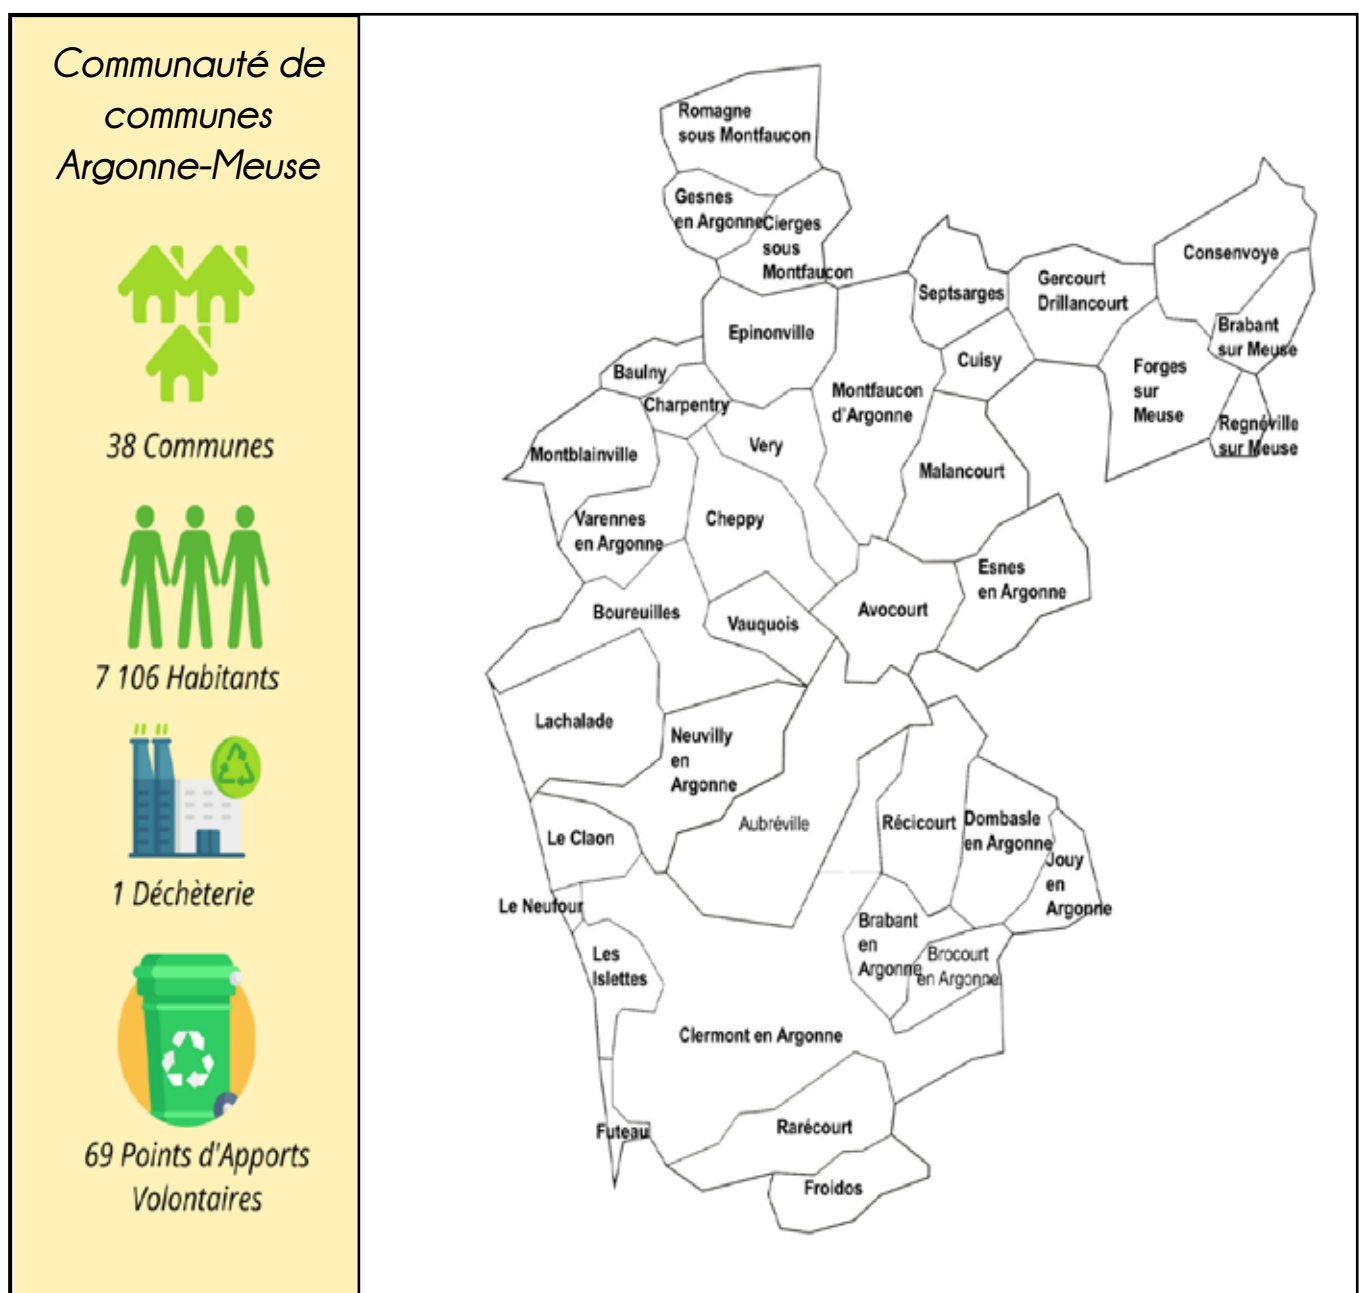 Communauté de
communes
Argonne-Meuse
38 Communes
7 106 Habitants
1 Déchèterie
69 Points d'Apports
Volontaires
Romagne
sous Montfaucon
Gesnes
en Argonne
Cierges
sous
Montfaucon
Consenvoye
Septsarges
Gercourt
Drillancourt
Brabant
sur Meuse
Epinonville
Cuisy
Forges
sur
Meuse
Baulny
Charpentry
Montfaucon
d'Argonne
Regnéville
sur Meuse
Montblainville
Very
Malancourt
Varennes
en Argonne
Cheppy
Esnes
en Argonne
Boureuilles
Vauquois
Avocourt
Lachalade
Neuvilly
en
Argonne
Le Claon
Aubréville
Récicourt
Dombasle
en Argonne
Jouy
en
Argonne
Le Neufour
Les
Islettes
Brabant
en
Argonne
Brocourt
en Argonne
Clermont en Argonne
Futeau
Rarécourt
Froidos